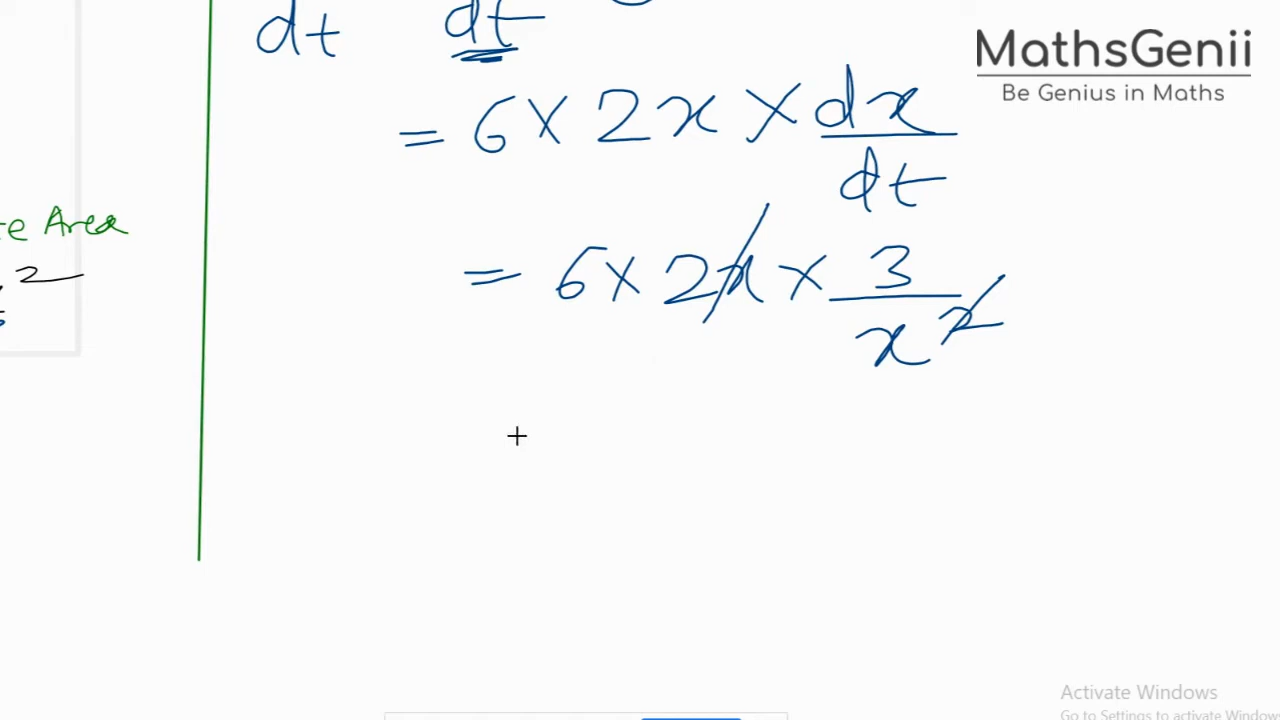 dt dt
MathsGenii
Be Genius in Maths
= 6 × 2x × dx/dt
Area
2
= 6 × 2x × 3/x²
Activate Windows
Go to Settings to activate Windows